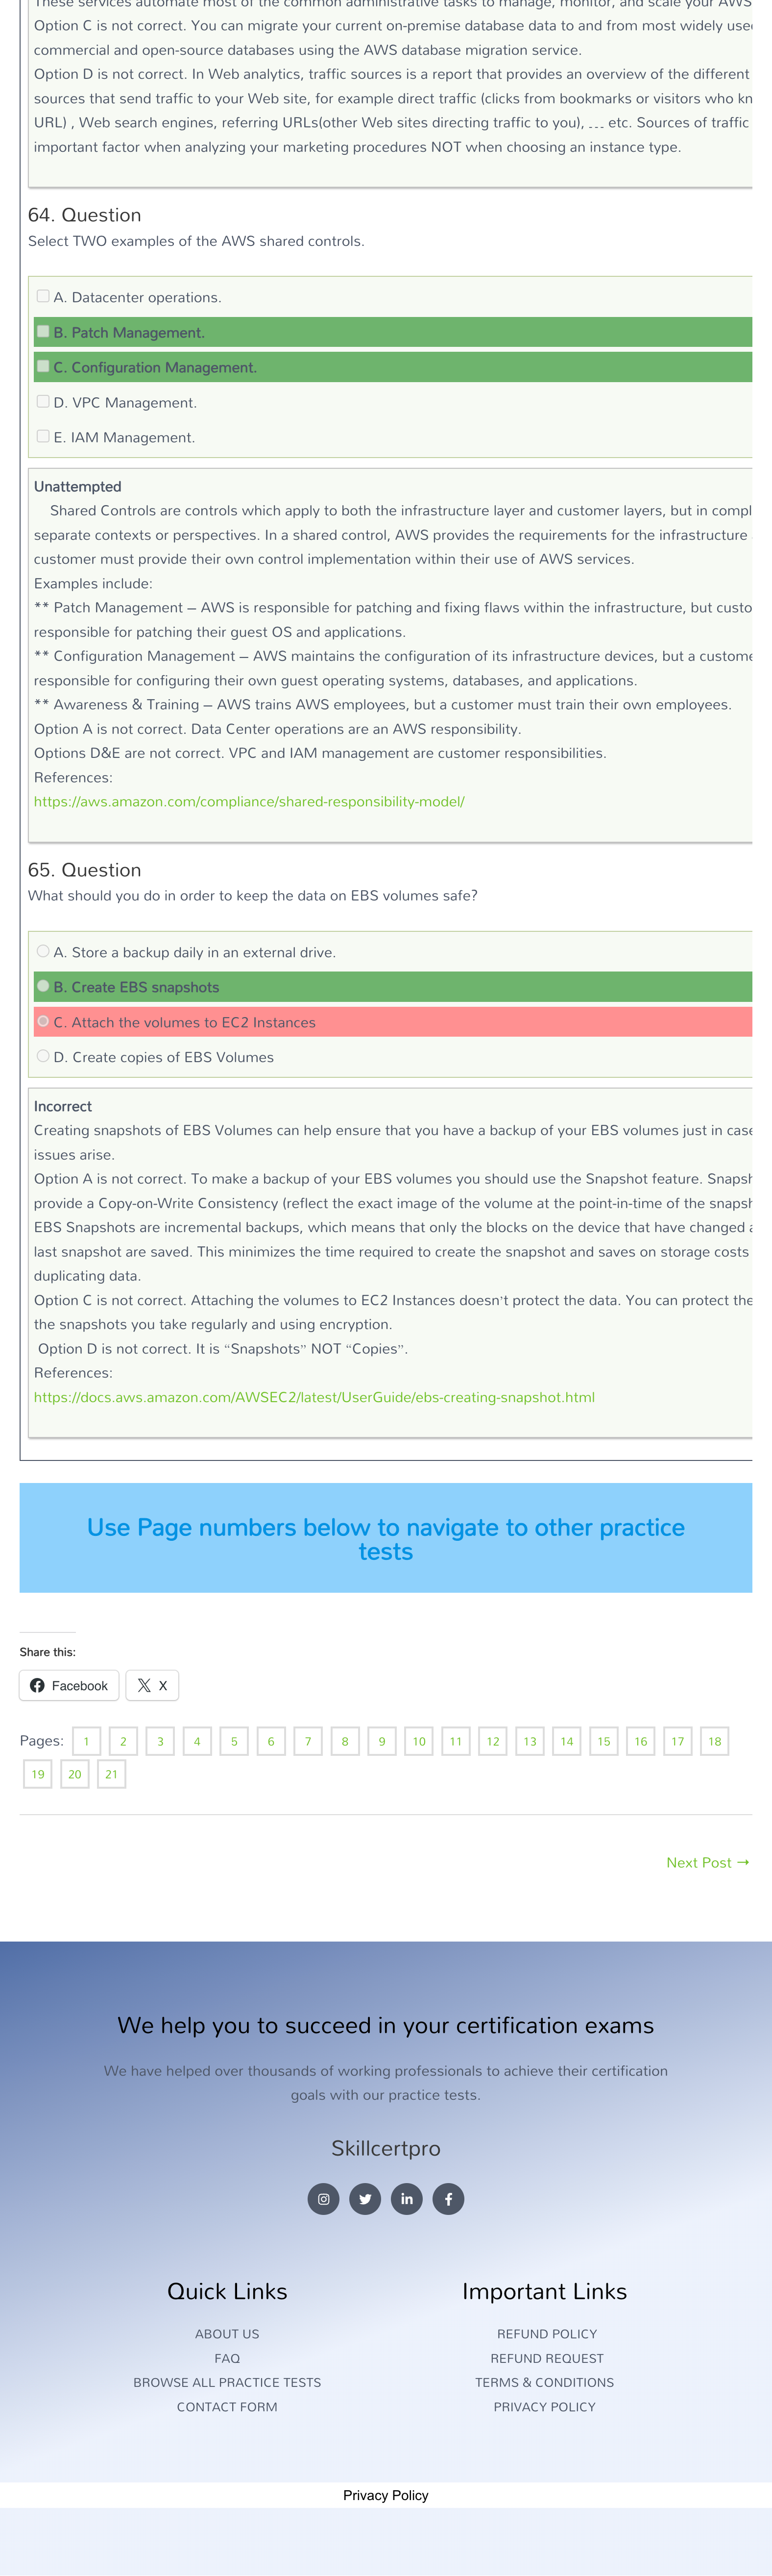 These services automate most of the common administrative tasks to manage, monitor, and scale your AWS
Option C is not correct. You can migrate your current on-premise database data to and from most widely used
commercial and open-source databases using the AWS database migration service.
Option D is not correct. In Web analytics, traffic sources is a report that provides an overview of the different
sources that send traffic to your Web site, for example direct traffic (clicks from bookmarks or visitors who kn
URL) , Web search engines, referring URLs(other Web sites directing traffic to you), … etc. Sources of traffic
important factor when analyzing your marketing procedures NOT when choosing an instance type.
64. Question
Select TWO examples of the AWS shared controls.
A. Datacenter operations.
B. Patch Management.
C. Configuration Management.
D. VPC Management.
E. IAM Management.
Unattempted
Shared Controls are controls which apply to both the infrastructure layer and customer layers, but in compl
separate contexts or perspectives. In a shared control, AWS provides the requirements for the infrastructure
customer must provide their own control implementation within their use of AWS services.
Examples include:
** Patch Management – AWS is responsible for patching and fixing flaws within the infrastructure, but custo
responsible for patching their guest OS and applications.
** Configuration Management – AWS maintains the configuration of its infrastructure devices, but a custome
responsible for configuring their own guest operating systems, databases, and applications.
** Awareness & Training – AWS trains AWS employees, but a customer must train their own employees.
Option A is not correct. Data Center operations are an AWS responsibility.
Options D&E are not correct. VPC and IAM management are customer responsibilities.
References:
https://aws.amazon.com/compliance/shared-responsibility-model/
65. Question
What should you do in order to keep the data on EBS volumes safe?
A. Store a backup daily in an external drive.
B. Create EBS snapshots
C. Attach the volumes to EC2 Instances
D. Create copies of EBS Volumes
Incorrect
Creating snapshots of EBS Volumes can help ensure that you have a backup of your EBS volumes just in case
issues arise.
Option A is not correct. To make a backup of your EBS volumes you should use the Snapshot feature. Snapsh
provide a Copy-on-Write Consistency (reflect the exact image of the volume at the point-in-time of the snapsh
EBS Snapshots are incremental backups, which means that only the blocks on the device that have changed a
last snapshot are saved. This minimizes the time required to create the snapshot and saves on storage costs
duplicating data.
Option C is not correct. Attaching the volumes to EC2 Instances doesn't protect the data. You can protect the
the snapshots you take regularly and using encryption.
Option D is not correct. It is “Snapshots” NOT “Copies”.
References:
https://docs.aws.amazon.com/AWSEC2/latest/UserGuide/ebs-creating-snapshot.html
Use Page numbers below to navigate to other practice
tests
Share this:
Facebook X
Pages: 1 2 3 4 5 6 7 8 9 10 11 12 13 14 15 16 17 18
19 20 21
Next Post →
We help you to succeed in your certification exams
We have helped over thousands of working professionals to achieve their certification
goals with our practice tests.
Skillcertpro
Quick Links
ABOUT US
FAQ
BROWSE ALL PRACTICE TESTS
CONTACT FORM
Important Links
REFUND POLICY
REFUND REQUEST
TERMS & CONDITIONS
PRIVACY POLICY
Privacy Policy